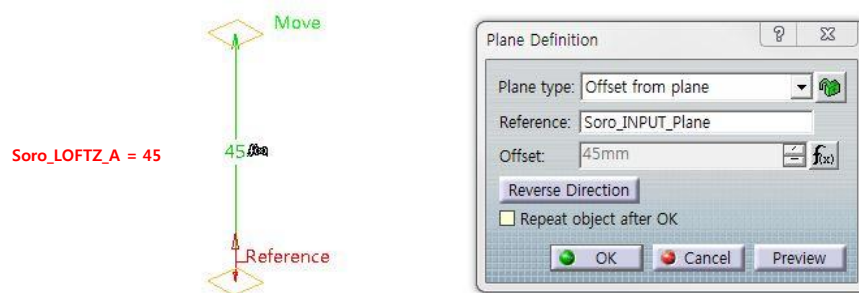 Move
Soro_LOFTZ_A = 45
45
f(x)
Reference
Plane Definition
Plane type: Offset from plane
Reference: Soro_INPUT_Plane
Offset: 45mm
f(x)
Reverse Direction
Repeat object after OK
OK Cancel Preview